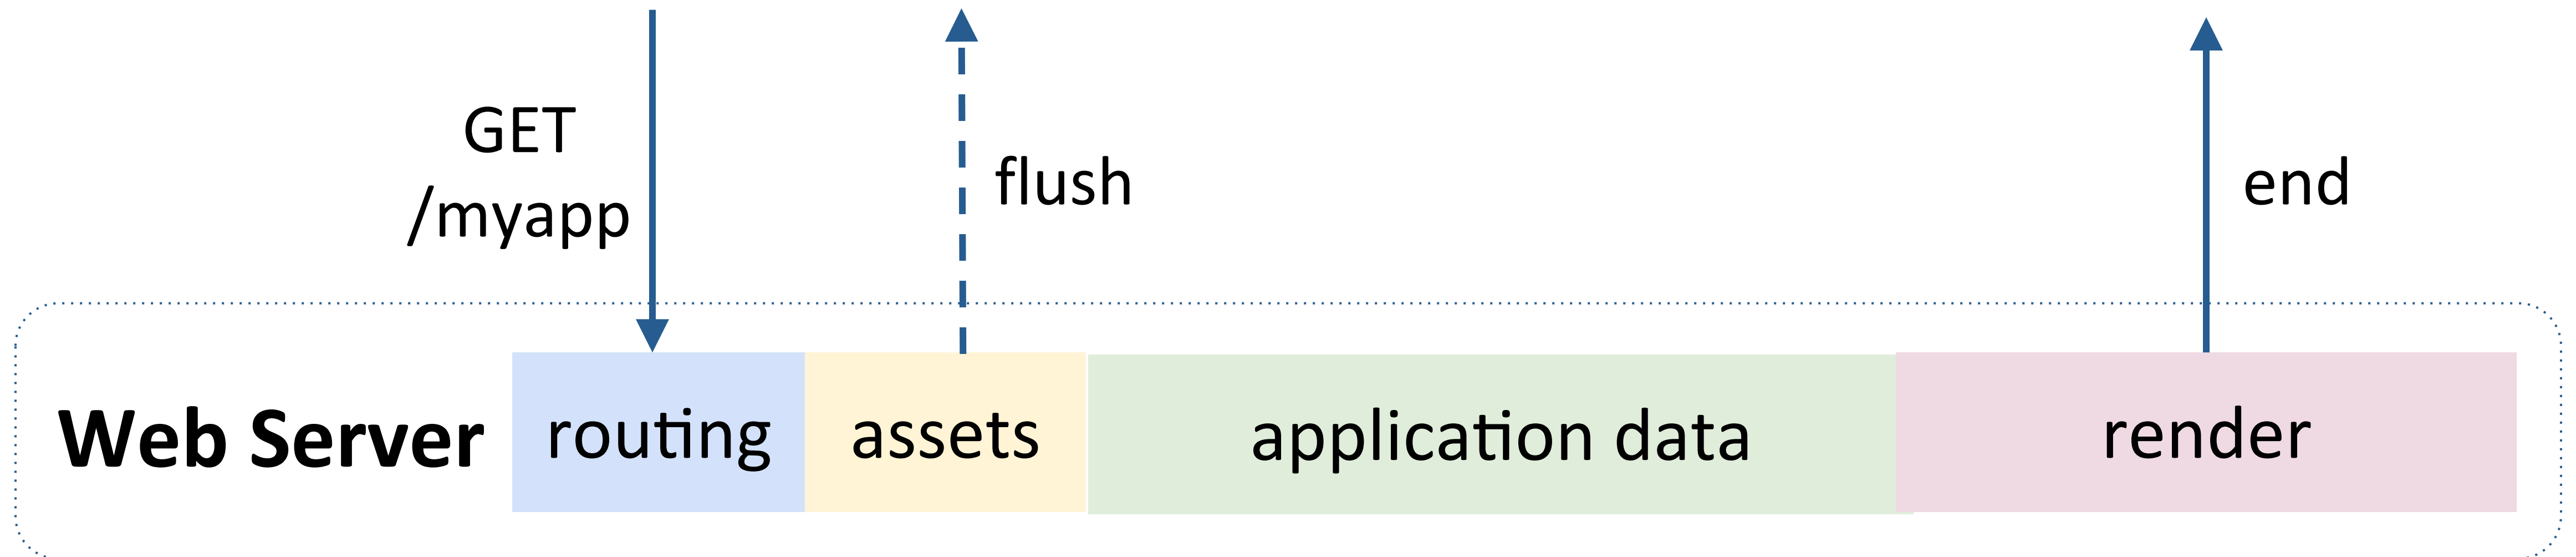 GET
/myapp
flush
end
Web Server
routing
assets
application data
render